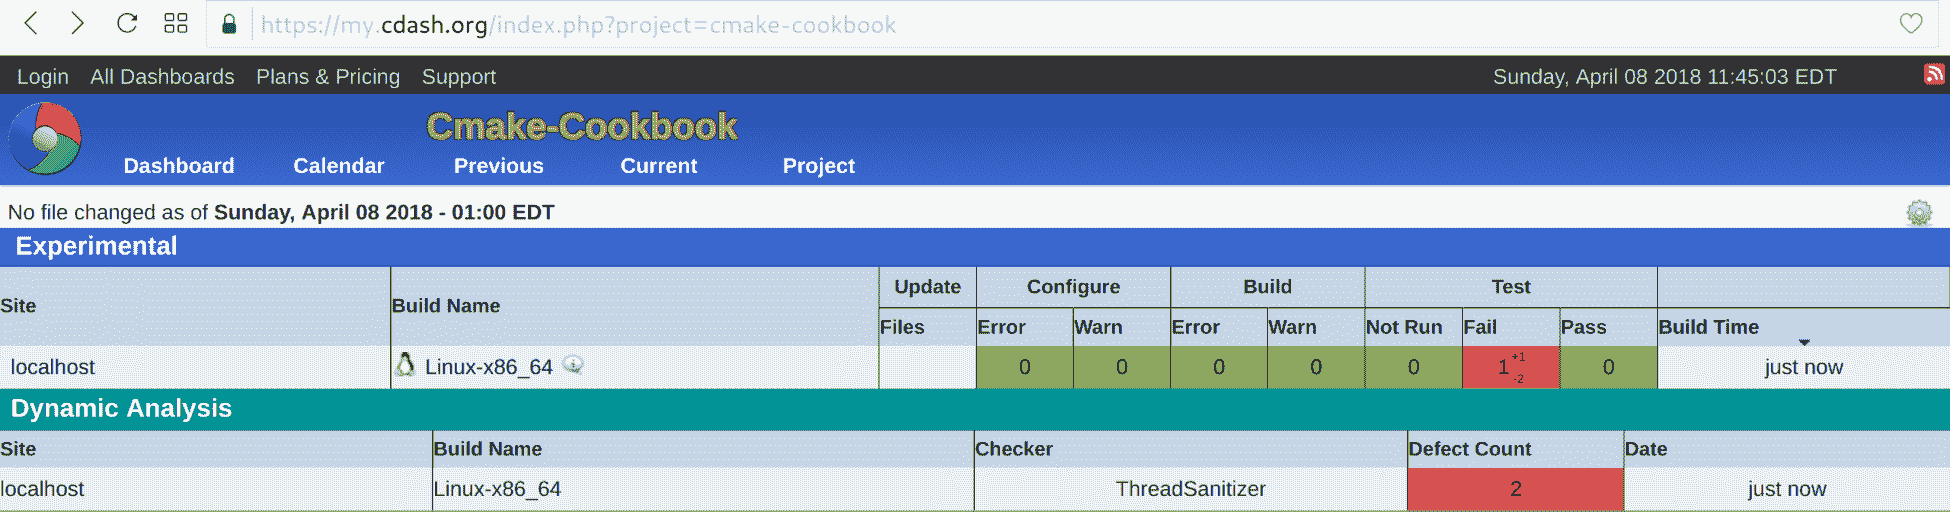 https://my.cdash.org/index.php?project=cmake-cookbook
Login All Dashboards Plans & Pricing Support Sunday, April 08 2018 11:45:03 EDT
Cmake-Cookbook
Dashboard Calendar Previous Current Project
No file changed as of Sunday, April 08 2018 - 01:00 EDT
Experimental
Site Build Name Update Configure Build Test
Files Error Warn Error Warn Not Run Fail Pass Build Time
localhost Linux-x86_64 0 0 0 0 0 1 +1 -2 0 just now
Dynamic Analysis
Site Build Name Checker Defect Count Date
localhost Linux-x86_64 ThreadSanitizer 2 just now